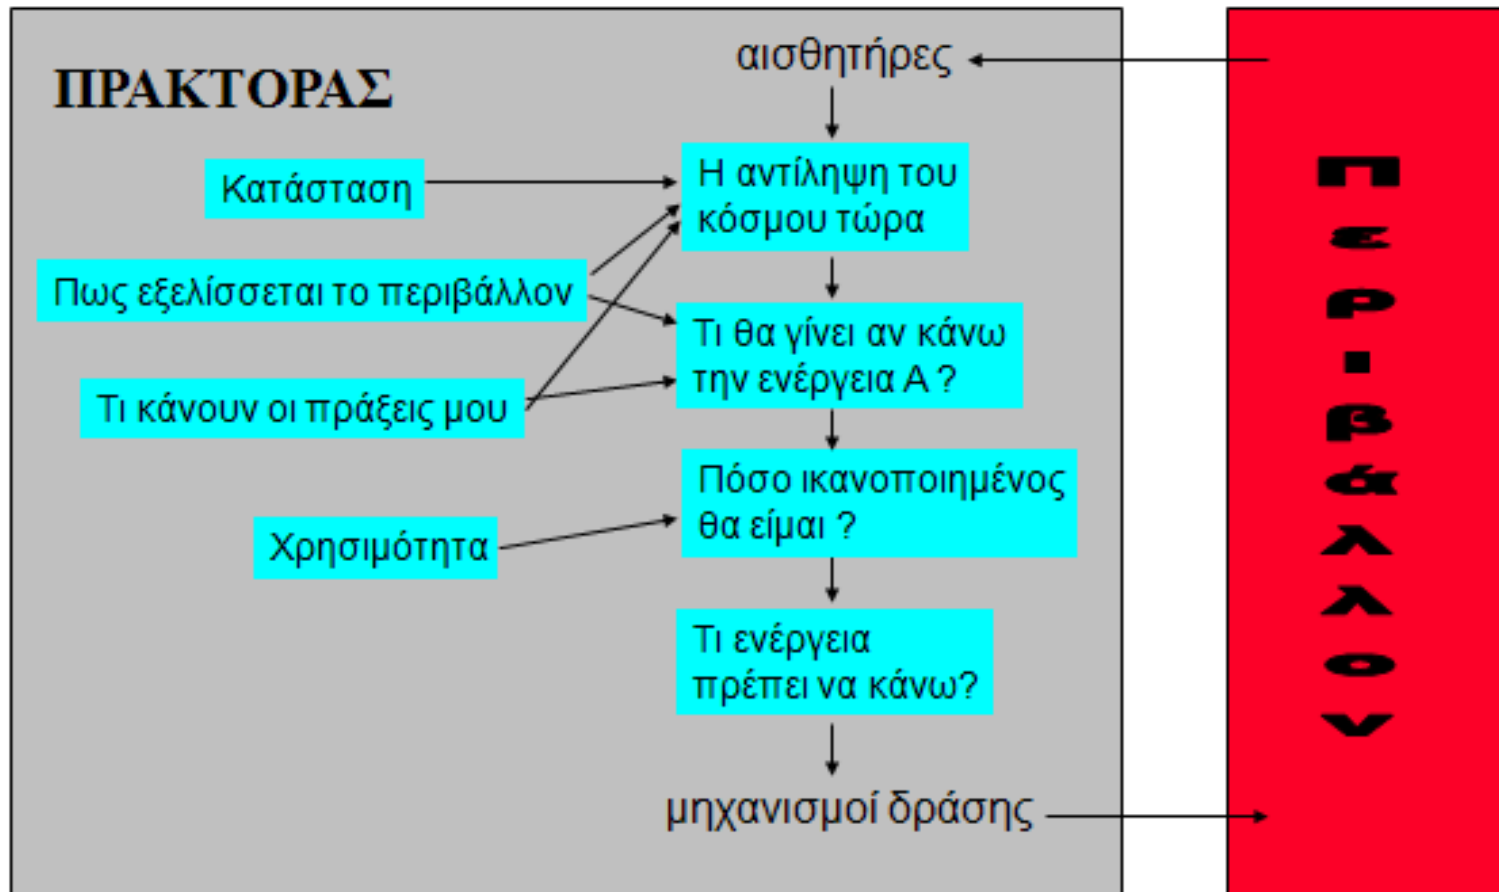 ΠΡΑΚΤΟΡΑΣ
αισθητήρες
Κατάσταση
Η αντίληψη του
κόσμου τώρα
Πως εξελίσσεται το περιβάλλον
Τι θα γίνει αν κάνω
την ενέργεια Α ?
Τι κάνουν οι πράξεις μου
Πόσο ικανοποιημένος
θα είμαι ?
Χρησιμότητα
Τι ενέργεια
πρέπει να κάνω?
μηχανισμοί δράσης
Περιβάλλον